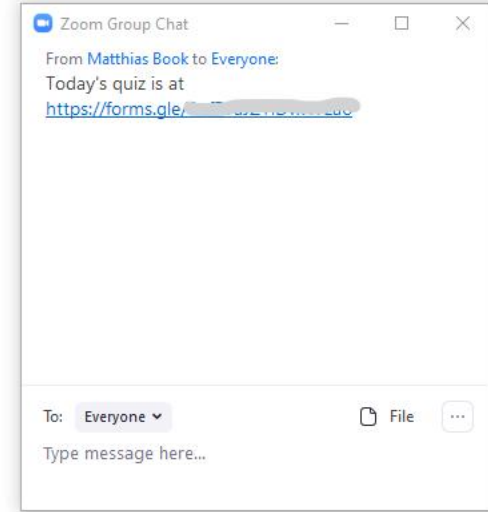 Zoom Group Chat
From Matthias Book to Everyone:
Today's quiz is at
https://forms.gle/
To: Everyone
File
Type message here...